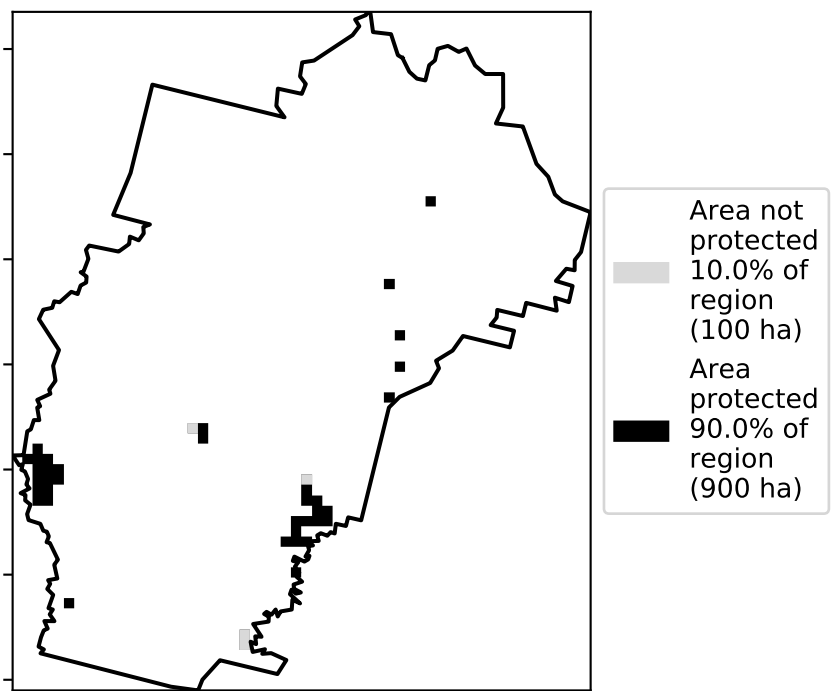 Area not
protected
10.0% of
region
(100 ha)
Area
protected
90.0% of
region
(900 ha)